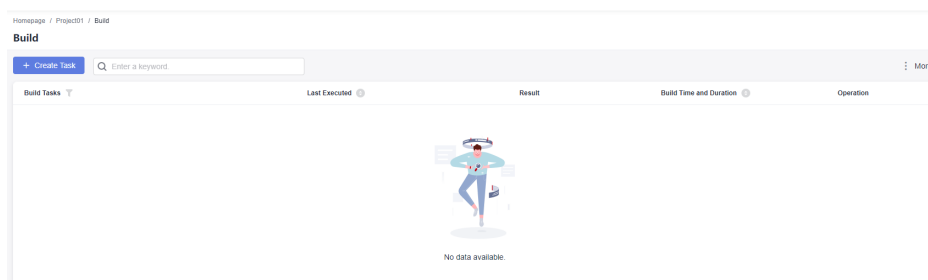 Homepage / Project01 / Build
Build
+ Create Task Enter a keyword. Mor
Build Tasks Last Executed Result Build Time and Duration Operation
No data available.